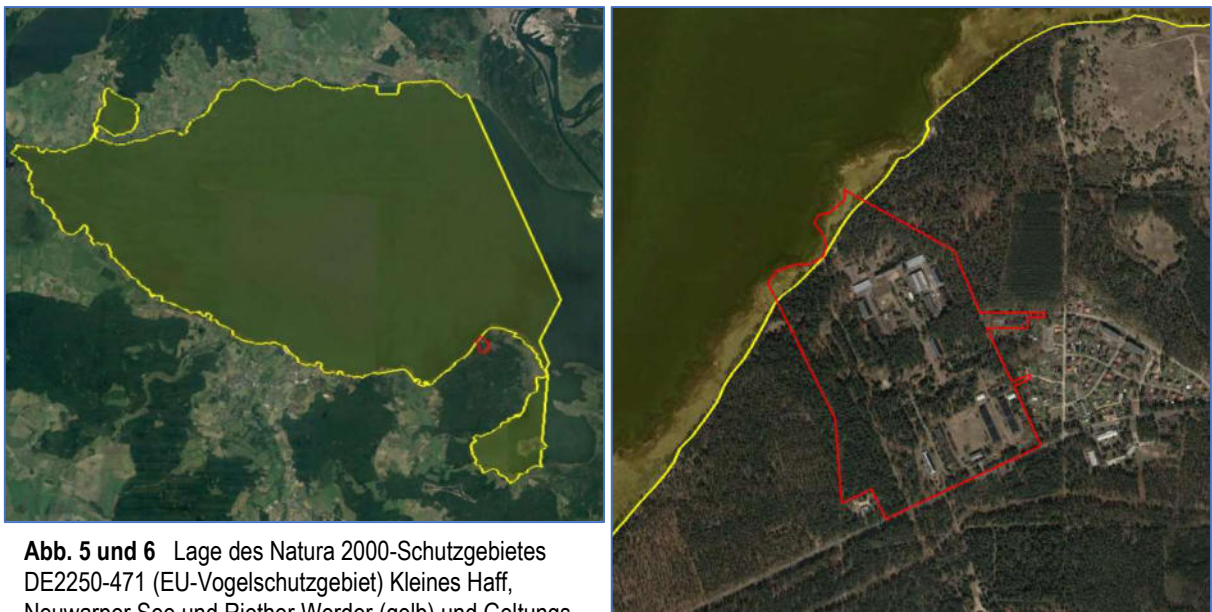 Abb. 5 und 6 Lage des Natura 2000-Schutzgebietes
DE2250-471 (EU-Vogelschutzgebiet) Kleines Haff,
Neuwarper See und Riether Werder (gelb) und Geltungs-